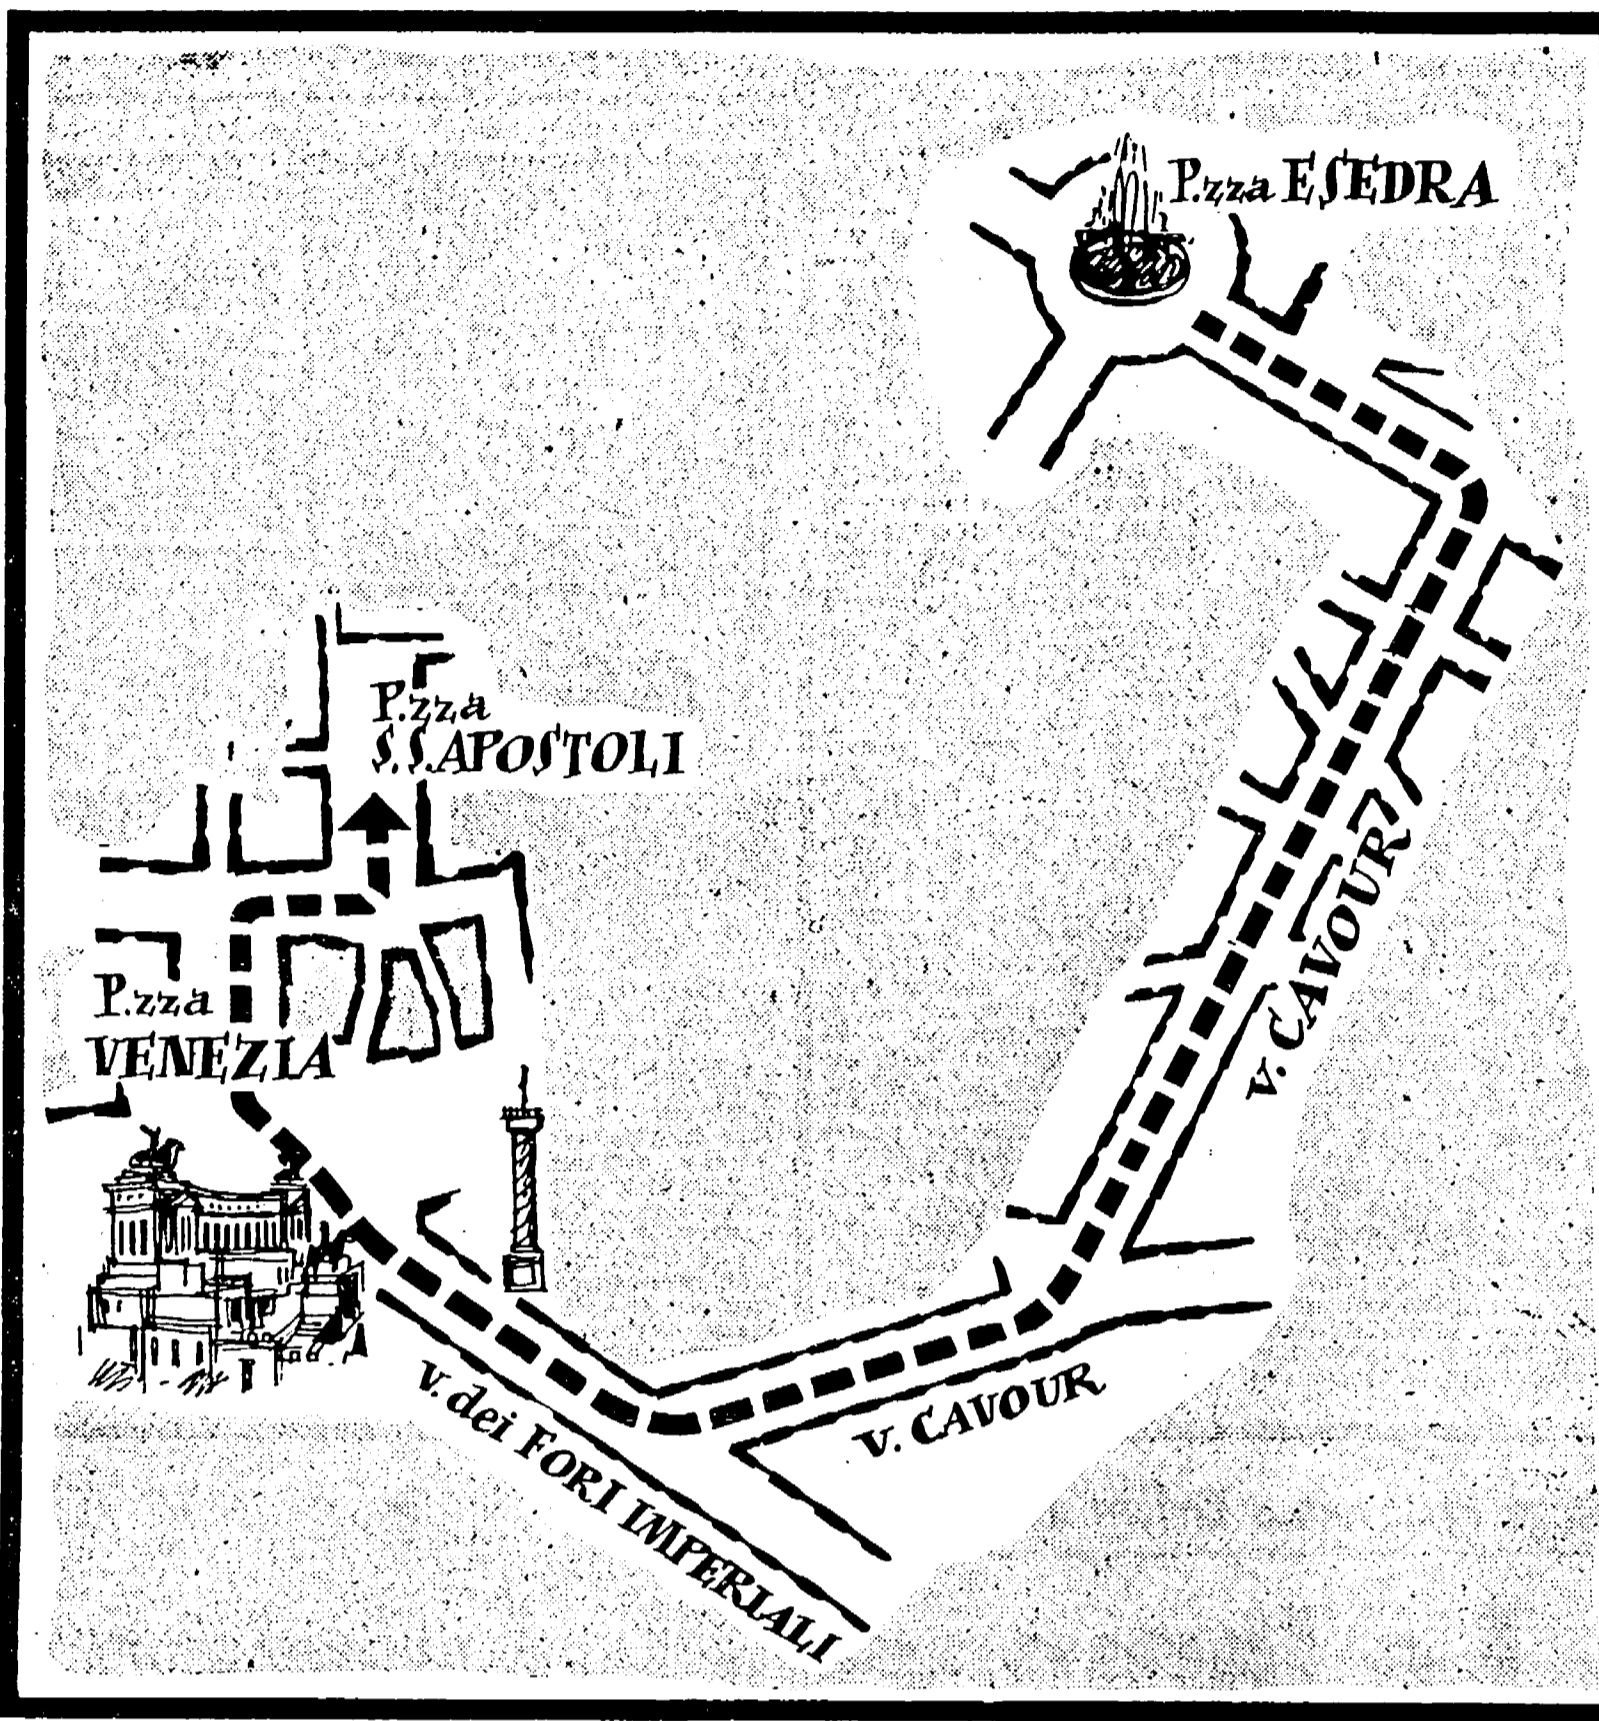 P.zza ESEDRA
P.zza
S.S. APOSTOLI
V. CAVOUR
P.zza
VENEZIA
V. CAVOUR
V. dei FORI IMPERIALI